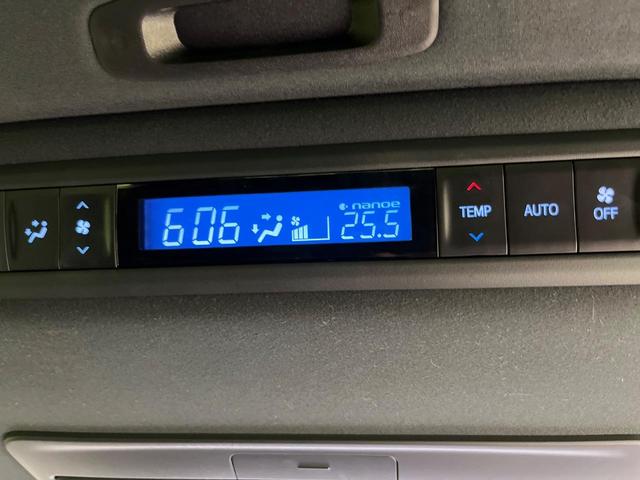 606
nanoe
25.5
TEMP
AUTO
OFF